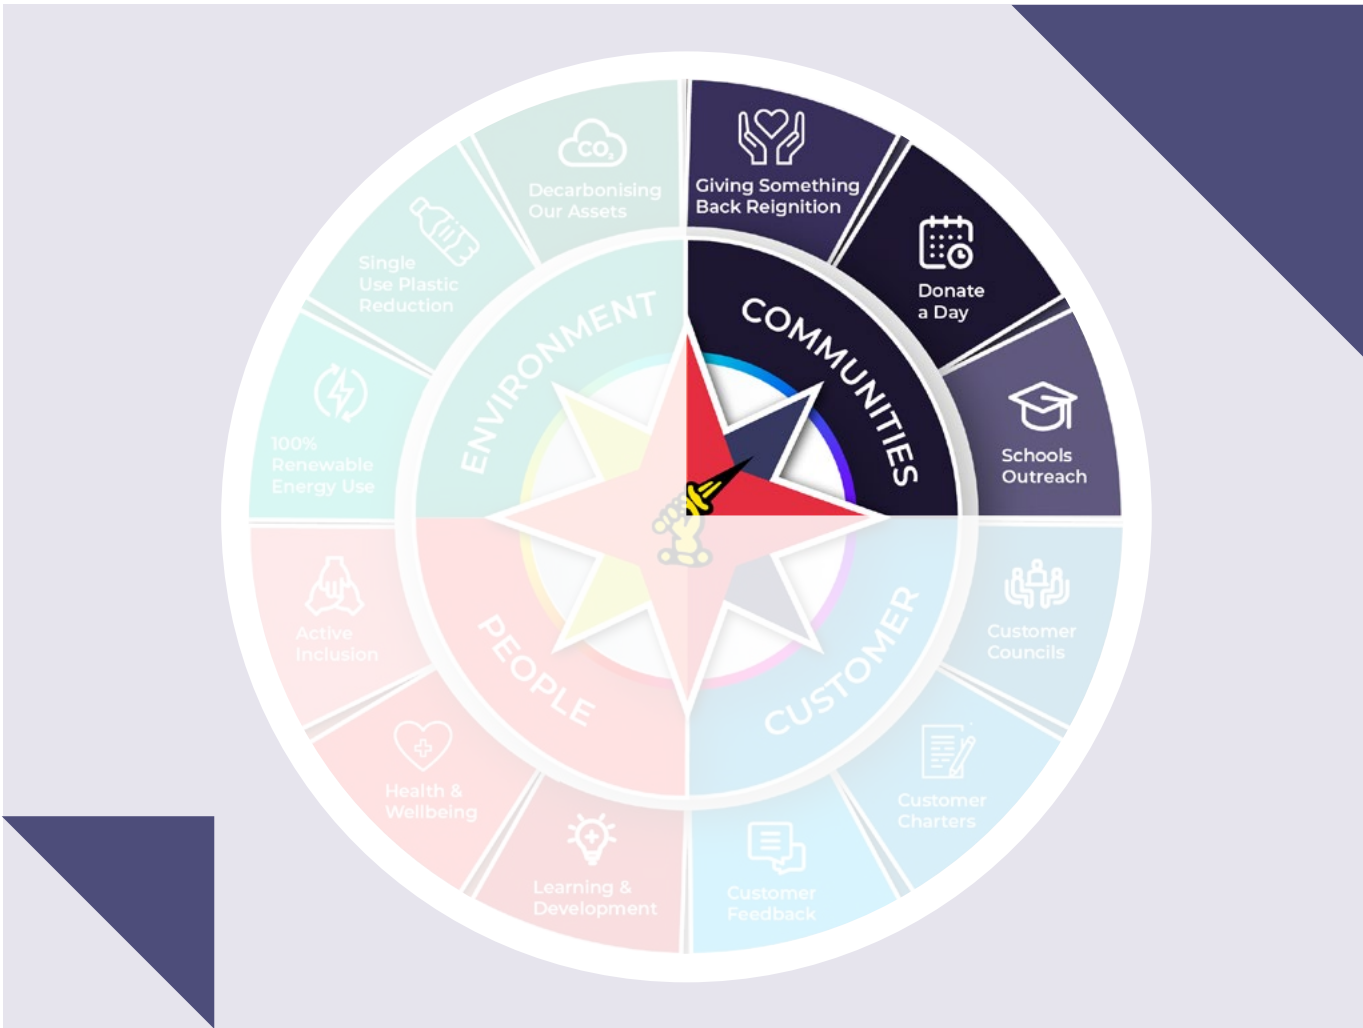 CO₂
Decarbonising
Our Assets
Giving Something
Back Reignition
Single
Use Plastic
Reduction
Donate
a Day
ENVIRONMENT
COMMUNITIES
100%
Renewable
Energy Use
Schools
Outreach
Active
Inclusion
PEOPLE
CUSTOMER
Customer
Councils
Health &
Wellbeing
Customer
Charters
Learning &
Development
Customer
Feedback